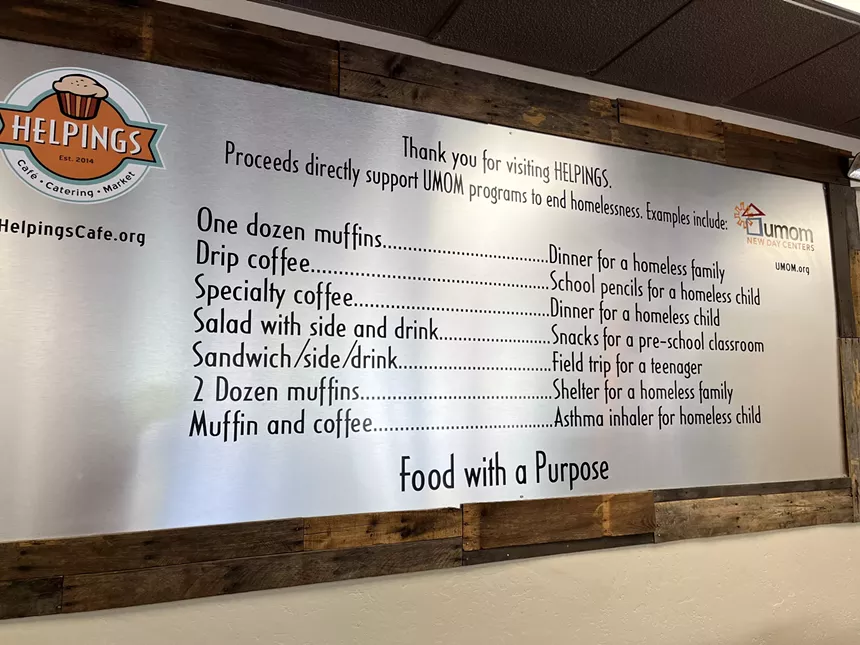 HELPINGS
Est. 2014
Café • Catering • Market
HelpingsCafe.org
Thank you for visiting HELPINGS.
Proceeds directly support UMOM programs to end homelessness. Examples include:
umom
NEW DAY CENTERS
UMOM.org
One dozen muffins.......................................Dinner for a homeless family
Drip coffee.......................................................School pencils for a homeless child
Specialty coffee..............................................Dinner for a homeless child
Salad with side and drink..........................Snacks for a pre-school classroom
Sandwich/side/drink....................................Field trip for a teenager
2 Dozen muffins.............................................Shelter for a homeless family
Muffin and coffee..........................................Asthma inhaler for homeless child
Food with a Purpose